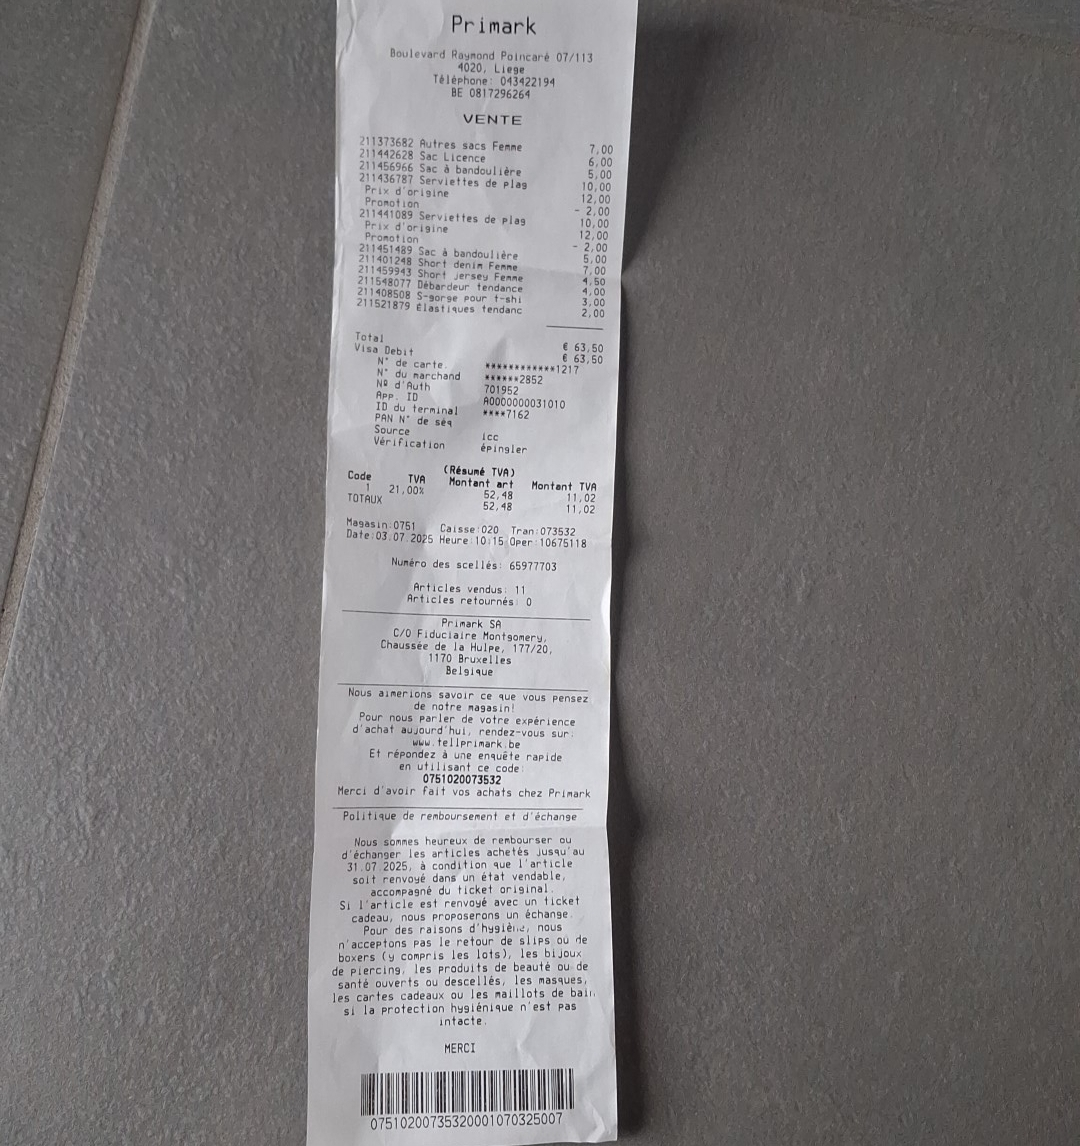 Primark
Boulevard Raymond Poincaré 07/113
4020, Liege
Téléphone: 043422194
BE 0817296264
VENTE
211373682 Autres sacs Femme 7,00
211442628 Sac Licence 6,00
211456966 Sac à bandoulière 5,00
211436787 Serviettes de plag 10,00
Prix d'origine 12,00
Promotion - 2,00
211441089 Serviettes de plag 10,00
Prix d'origine 12,00
Promotion - 2,00
211451489 Sac à bandoulière 5,00
211401248 Short denim Femme 7,00
211459943 Short jersey Femme 4,50
211548077 Débardeur tendance 4,00
211408508 S-gorge pour t-shi 3,00
211521879 Élastiques tendanc 2,00
Total € 63,50
Visa Debit € 63,50
N° de carte. ************1217
N° du marchand ******2852
Nº d'Auth 701952
App. ID A0000000031010
ID du terminal ****7162
PAN N° de séq
Source icc
Vérification épingler
(Résumé TVA)
Code TVA Montant art Montant TVA
1 21,00% 52,48 11,02
TOTAUX 52,48 11,02
Magasin:0751 Caisse:020 Tran:073532
Date:03.07.2025 Heure:10:15 Oper:10675118
Numéro des scellés: 65977703
Articles vendus: 11
Articles retournés: 0
Primark SA
C/O Fiduciaire Montgomery,
Chaussée de la Hulpe, 177/20,
1170 Bruxelles
Belgique
Nous aimerions savoir ce que vous pensez
de notre magasin!
Pour nous parler de votre expérience
d'achat aujourd'hui, rendez-vous sur:
www.tellprimark.be
Et répondez à une enquête rapide
en utilisant ce code:
0751020073532
Merci d'avoir fait vos achats chez Primark
Politique de remboursement et d'échange
Nous sommes heureux de rembourser ou
d'échanger les articles achetés jusqu'au
31.07.2025, à condition que l'article
soit renvoyé dans un état vendable,
accompagné du ticket original.
Si l'article est renvoyé avec un ticket
cadeau, nous proposerons un échange.
Pour des raisons d'hygiène, nous
n'acceptons pas le retour de slips ou de
boxers (y compris les lots), les bijoux
de piercing, les produits de beauté ou de
santé ouverts ou descellés, les masques,
les cartes cadeaux ou les maillots de bain
si la protection hygiénique n'est pas
intacte.
MERCI
07510200735320001070325007